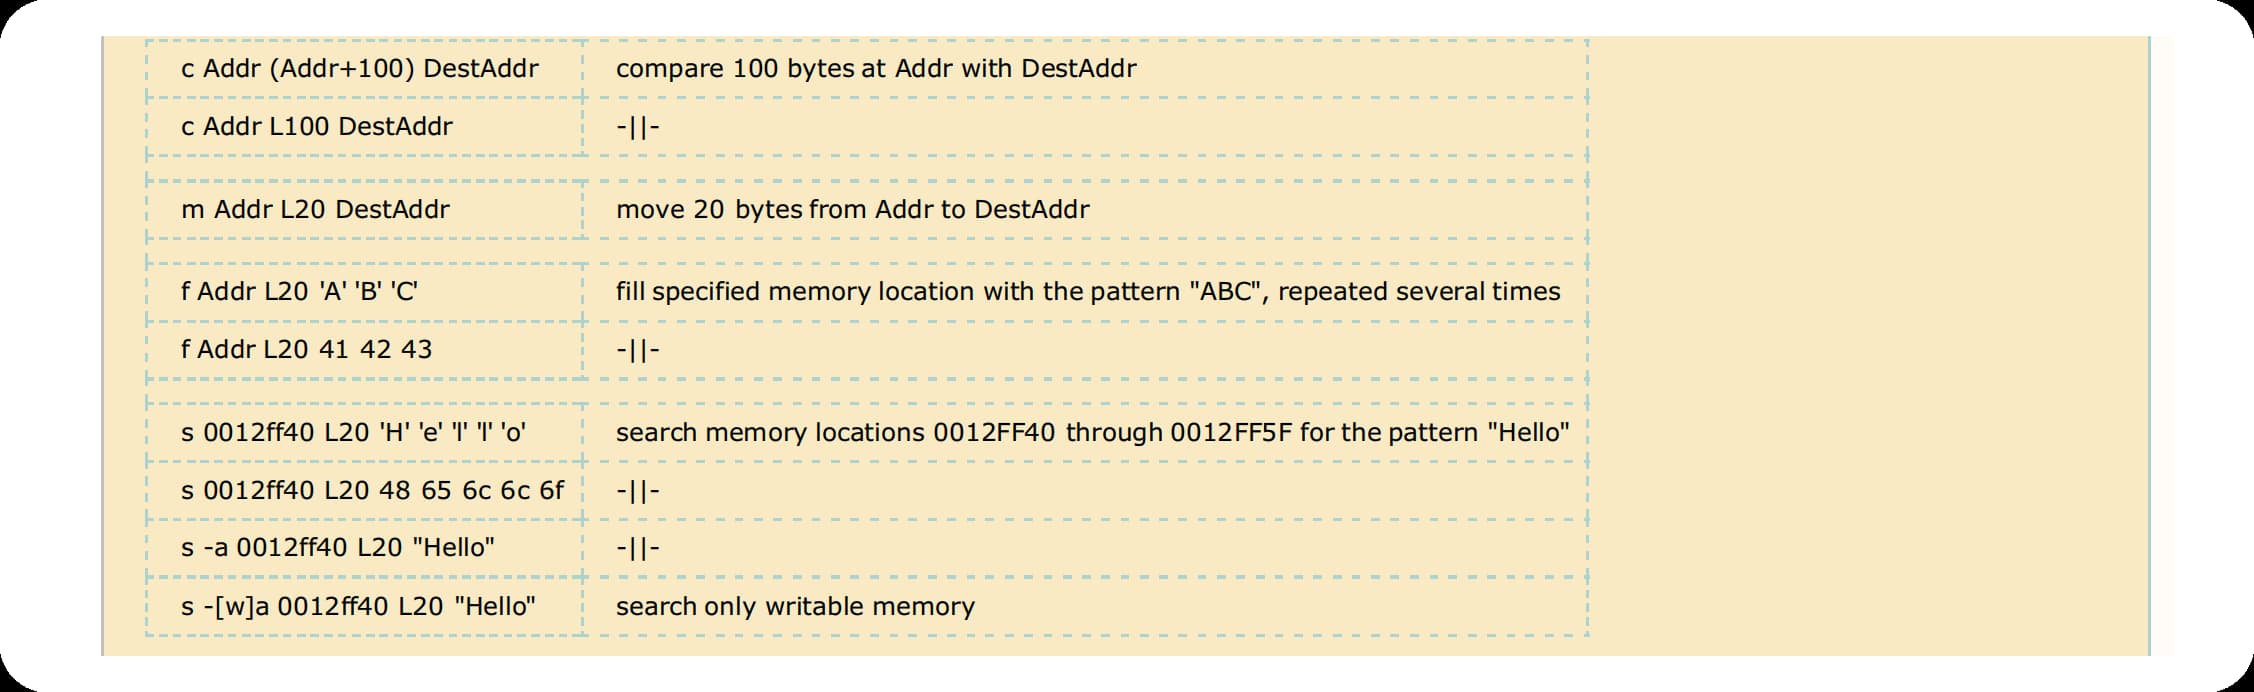 c Addr (Addr+100) DestAddr compare 100 bytes at Addr with DestAddr
c Addr L100 DestAddr -||-
m Addr L20 DestAddr move 20 bytes from Addr to DestAddr
f Addr L20 'A' 'B' 'C' fill specified memory location with the pattern "ABC", repeated several times
f Addr L20 41 42 43 -||-
s 0012ff40 L20 'H' 'e' 'l' 'l' 'o' search memory locations 0012FF40 through 0012FF5F for the pattern "Hello"
s 0012ff40 L20 48 65 6c 6c 6f -||-
s -a 0012ff40 L20 "Hello" -||-
s -[w]a 0012ff40 L20 "Hello" search only writable memory